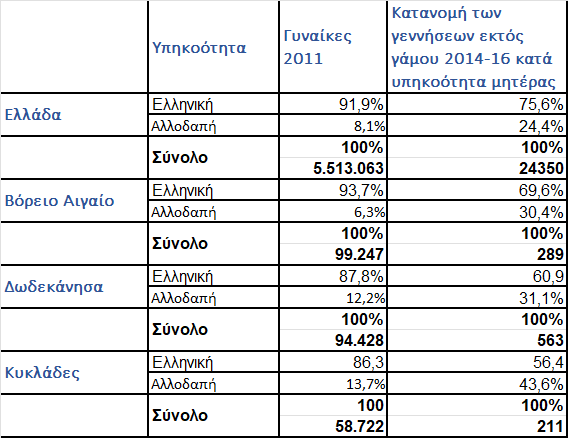 Υπηκοότητα Γυναίκες 2011 Κατανομή των γεννήσεων εκτός γάμου 2014-16 κατά υπηκοότητα μητέρας
Ελλάδα Ελληνική 91,9% 75,6%
Αλλοδαπή 8,1% 24,4%
Σύνολο 100% 100%
5.513.063 24350
Βόρειο Αιγαίο Ελληνική 93,7% 69,6%
Αλλοδαπή 6,3% 30,4%
Σύνολο 100% 100%
99.247 289
Δωδεκάνησα Ελληνική 87,8% 60,9
Αλλοδαπή 12,2% 31,1%
Σύνολο 100% 100%
94.428 563
Κυκλάδες Ελληνική 86,3 56,4
Αλλοδαπή 13,7% 43,6%
Σύνολο 100 100%
58.722 211